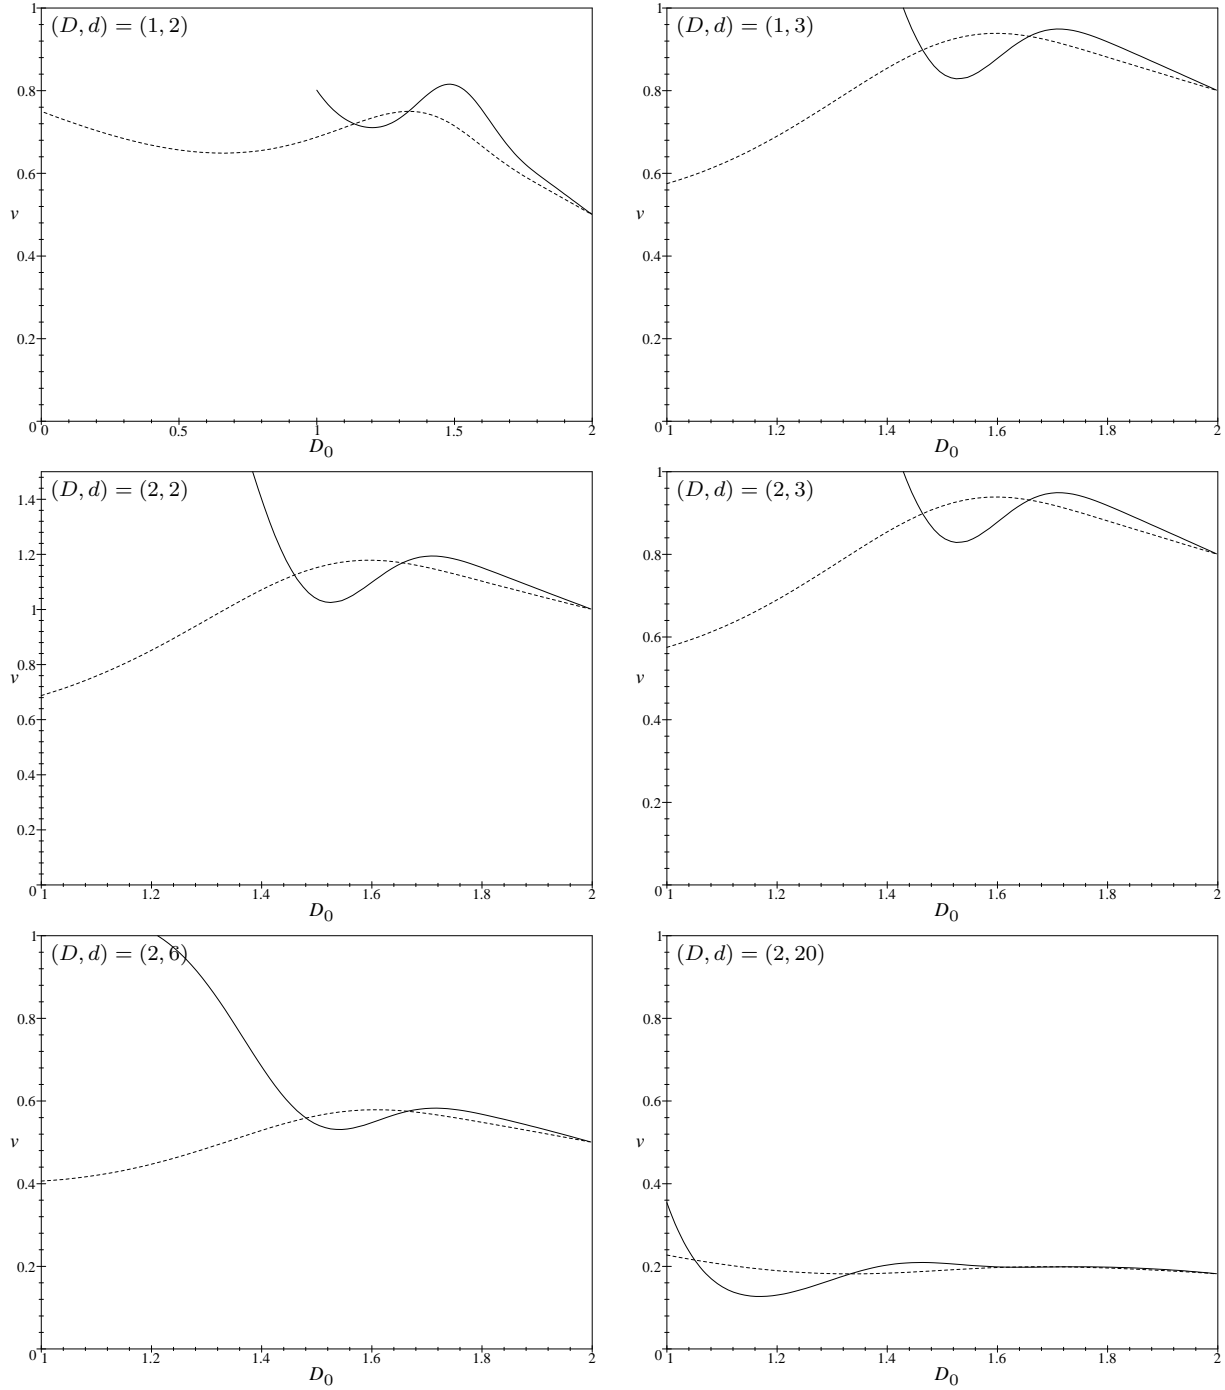 (D, d) = (1, 2)
1
0.8
0.6
v
0.4
0.2
0
0 0.5 1 1.5 2
D0
(D, d) = (1, 3)
1
0.8
0.6
v
0.4
0.2
0
1 1.2 1.4 1.6 1.8 2
D0
(D, d) = (2, 2)
1.4
1.2
1
0.8
v
0.6
0.4
0.2
0
1 1.2 1.4 1.6 1.8 2
D0
(D, d) = (2, 3)
1
0.8
0.6
v
0.4
0.2
0
1 1.2 1.4 1.6 1.8 2
D0
(D, d) = (2, 6)
1
0.8
0.6
v
0.4
0.2
0
1 1.2 1.4 1.6 1.8 2
D0
(D, d) = (2, 20)
1
0.8
0.6
v
0.4
0.2
0
1 1.2 1.4 1.6 1.8 2
D0